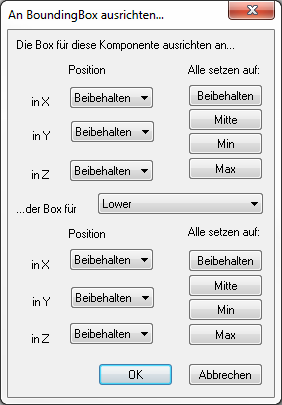 An BoundingBox ausrichten...
Die Box für diese Komponente ausrichten an...
Position Alle setzen auf:
in X Beibehalten Beibehalten
Mitte
in Y Beibehalten
Min
in Z Beibehalten Max
...der Box für Lower
Position Alle setzen auf:
in X Beibehalten Beibehalten
Mitte
in Y Beibehalten
Min
in Z Beibehalten Max
OK Abbrechen